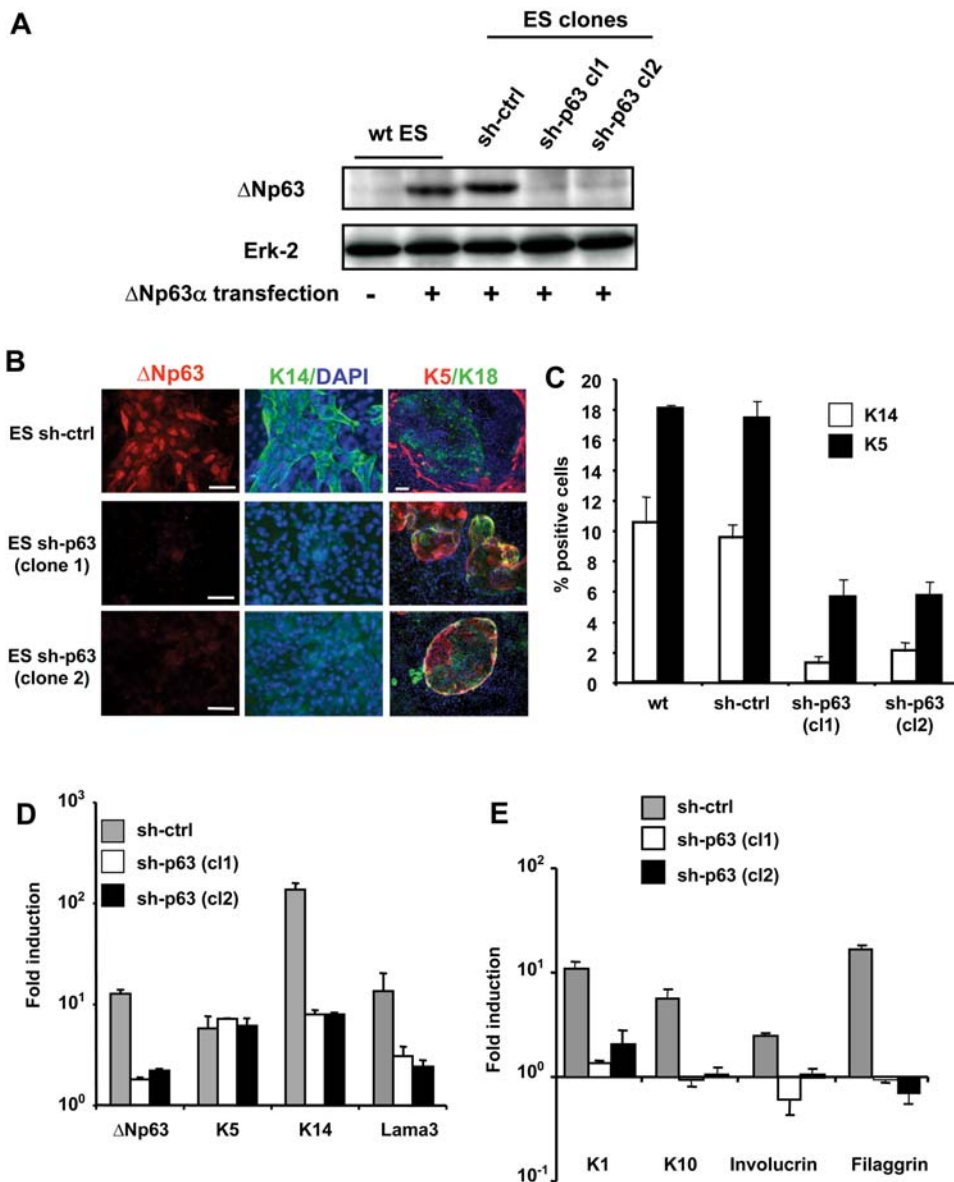 A
ES clones
wt ES
sh-ctrl
sh-p63 cl1
sh-p63 cl2
ΔNp63
Erk-2
ΔNp63α transfection - + + + +
B
ΔNp63 K14/DAPI K5/K18
ES sh-ctrl
ES sh-p63
(clone 1)
ES sh-p63
(clone 2)
C
20
18
16
14
12
10
8
6
4
2
0
% positive cells
K14
K5
wt sh-ctrl sh-p63 sh-p63
(cl1) (cl2)
D
10³
10²
10¹
10⁰
Fold induction
sh-ctrl
sh-p63 (cl1)
sh-p63 (cl2)
ΔNp63 K5 K14 Lama3
E
sh-ctrl
sh-p63 (cl1)
sh-p63 (cl2)
10²
10¹
10⁰
10⁻¹
Fold induction
K1 K10 Involucrin Filaggrin